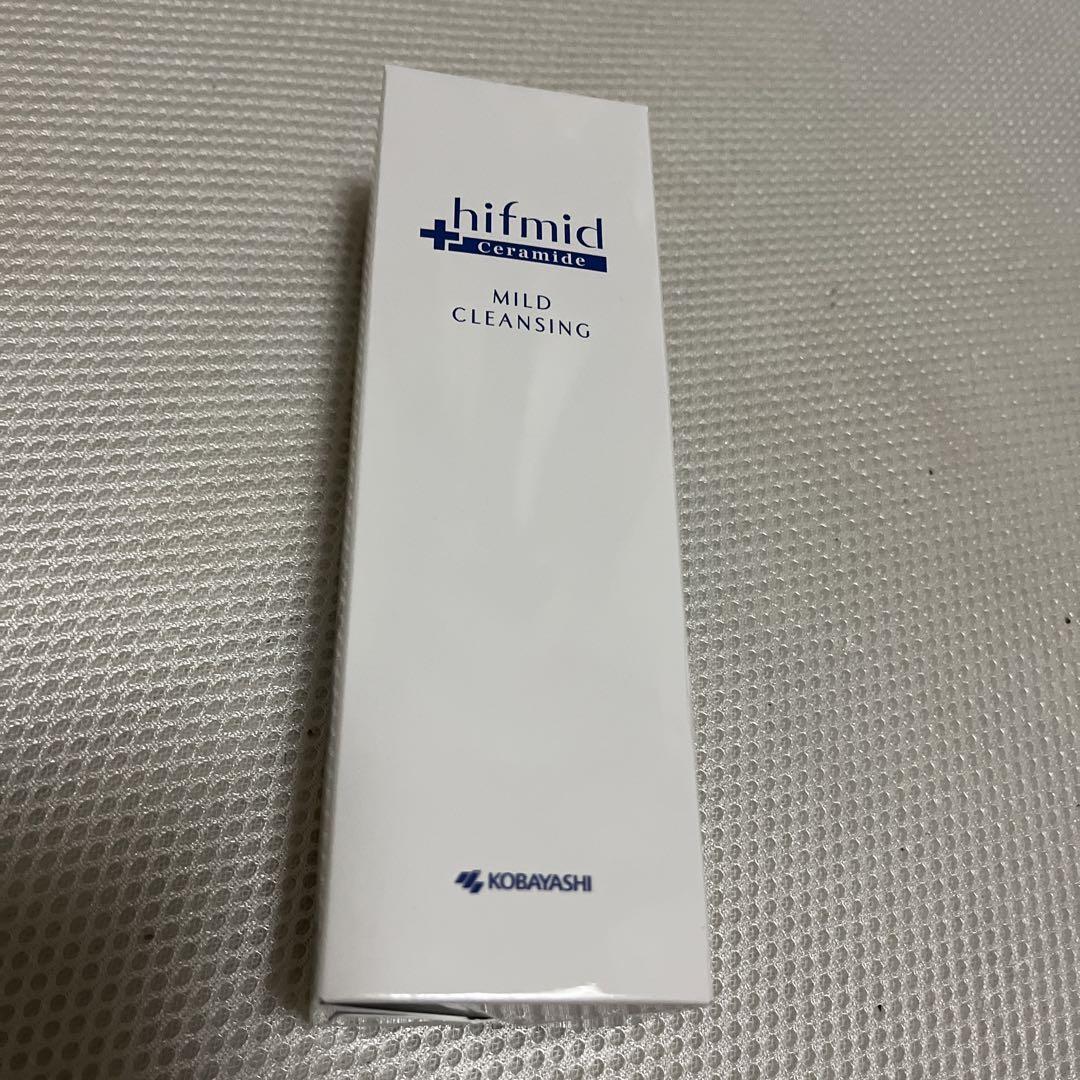 hifmid
Ceramide
MILD
CLEANSING
KOBAYASHI